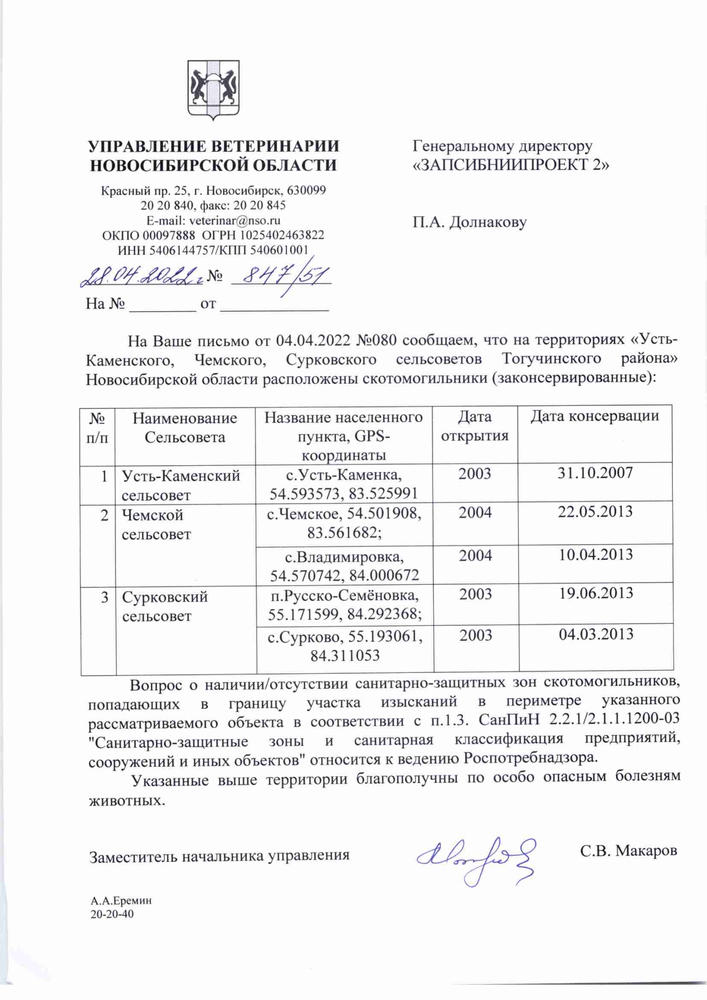 УПРАВЛЕНИЕ ВЕТЕРИНАРИИ
НОВОСИБИРСКОЙ ОБЛАСТИ
Красный пр. 25, г. Новосибирск, 630099
20 20 840, факс: 20 20 845
E-mail: veterinar@nso.ru
ОКПО 00097888 ОГРН 1025402463822
ИНН 5406144757/КПП 540601001
28.04.2022г № 847/51
На № ________ от ________
Генеральному директору
«ЗАПСИБНИИПРОЕКТ 2»
П.А. Долнакову
На Ваше письмо от 04.04.2022 №080 сообщаем, что на территориях «Усть-
Каменского, Чемского, Сурковского сельсоветов Тогучинского района»
Новосибирской области расположены скотомогильники (законсервированные):
№ п/п
Наименование Сельсовета
Название населенного пункта, GPS-координаты
Дата открытия
Дата консервации
1
Усть-Каменский сельсовет
с.Усть-Каменка, 54.593573, 83.525991
2003
31.10.2007
2
Чемской сельсовет
с.Чемское, 54.501908, 83.561682;
2004
22.05.2013
с.Владимировка, 54.570742, 84.000672
2004
10.04.2013
3
Сурковский сельсовет
п.Русско-Семёновка, 55.171599, 84.292368;
2003
19.06.2013
с.Сурково, 55.193061, 84.311053
2003
04.03.2013
Вопрос о наличии/отсутствии санитарно-защитных зон скотомогильников,
попадающих в границу участка изысканий в периметре указанного
рассматриваемого объекта в соответствии с п.1.3. СанПиН 2.2.1/2.1.1.1200-03
"Санитарно-защитные зоны и санитарная классификация предприятий,
сооружений и иных объектов" относится к ведению Роспотребнадзора.
Указанные выше территории благополучны по особо опасным болезням
животных.
Заместитель начальника управления
С.В. Макаров
А.А.Еремин
20-20-40